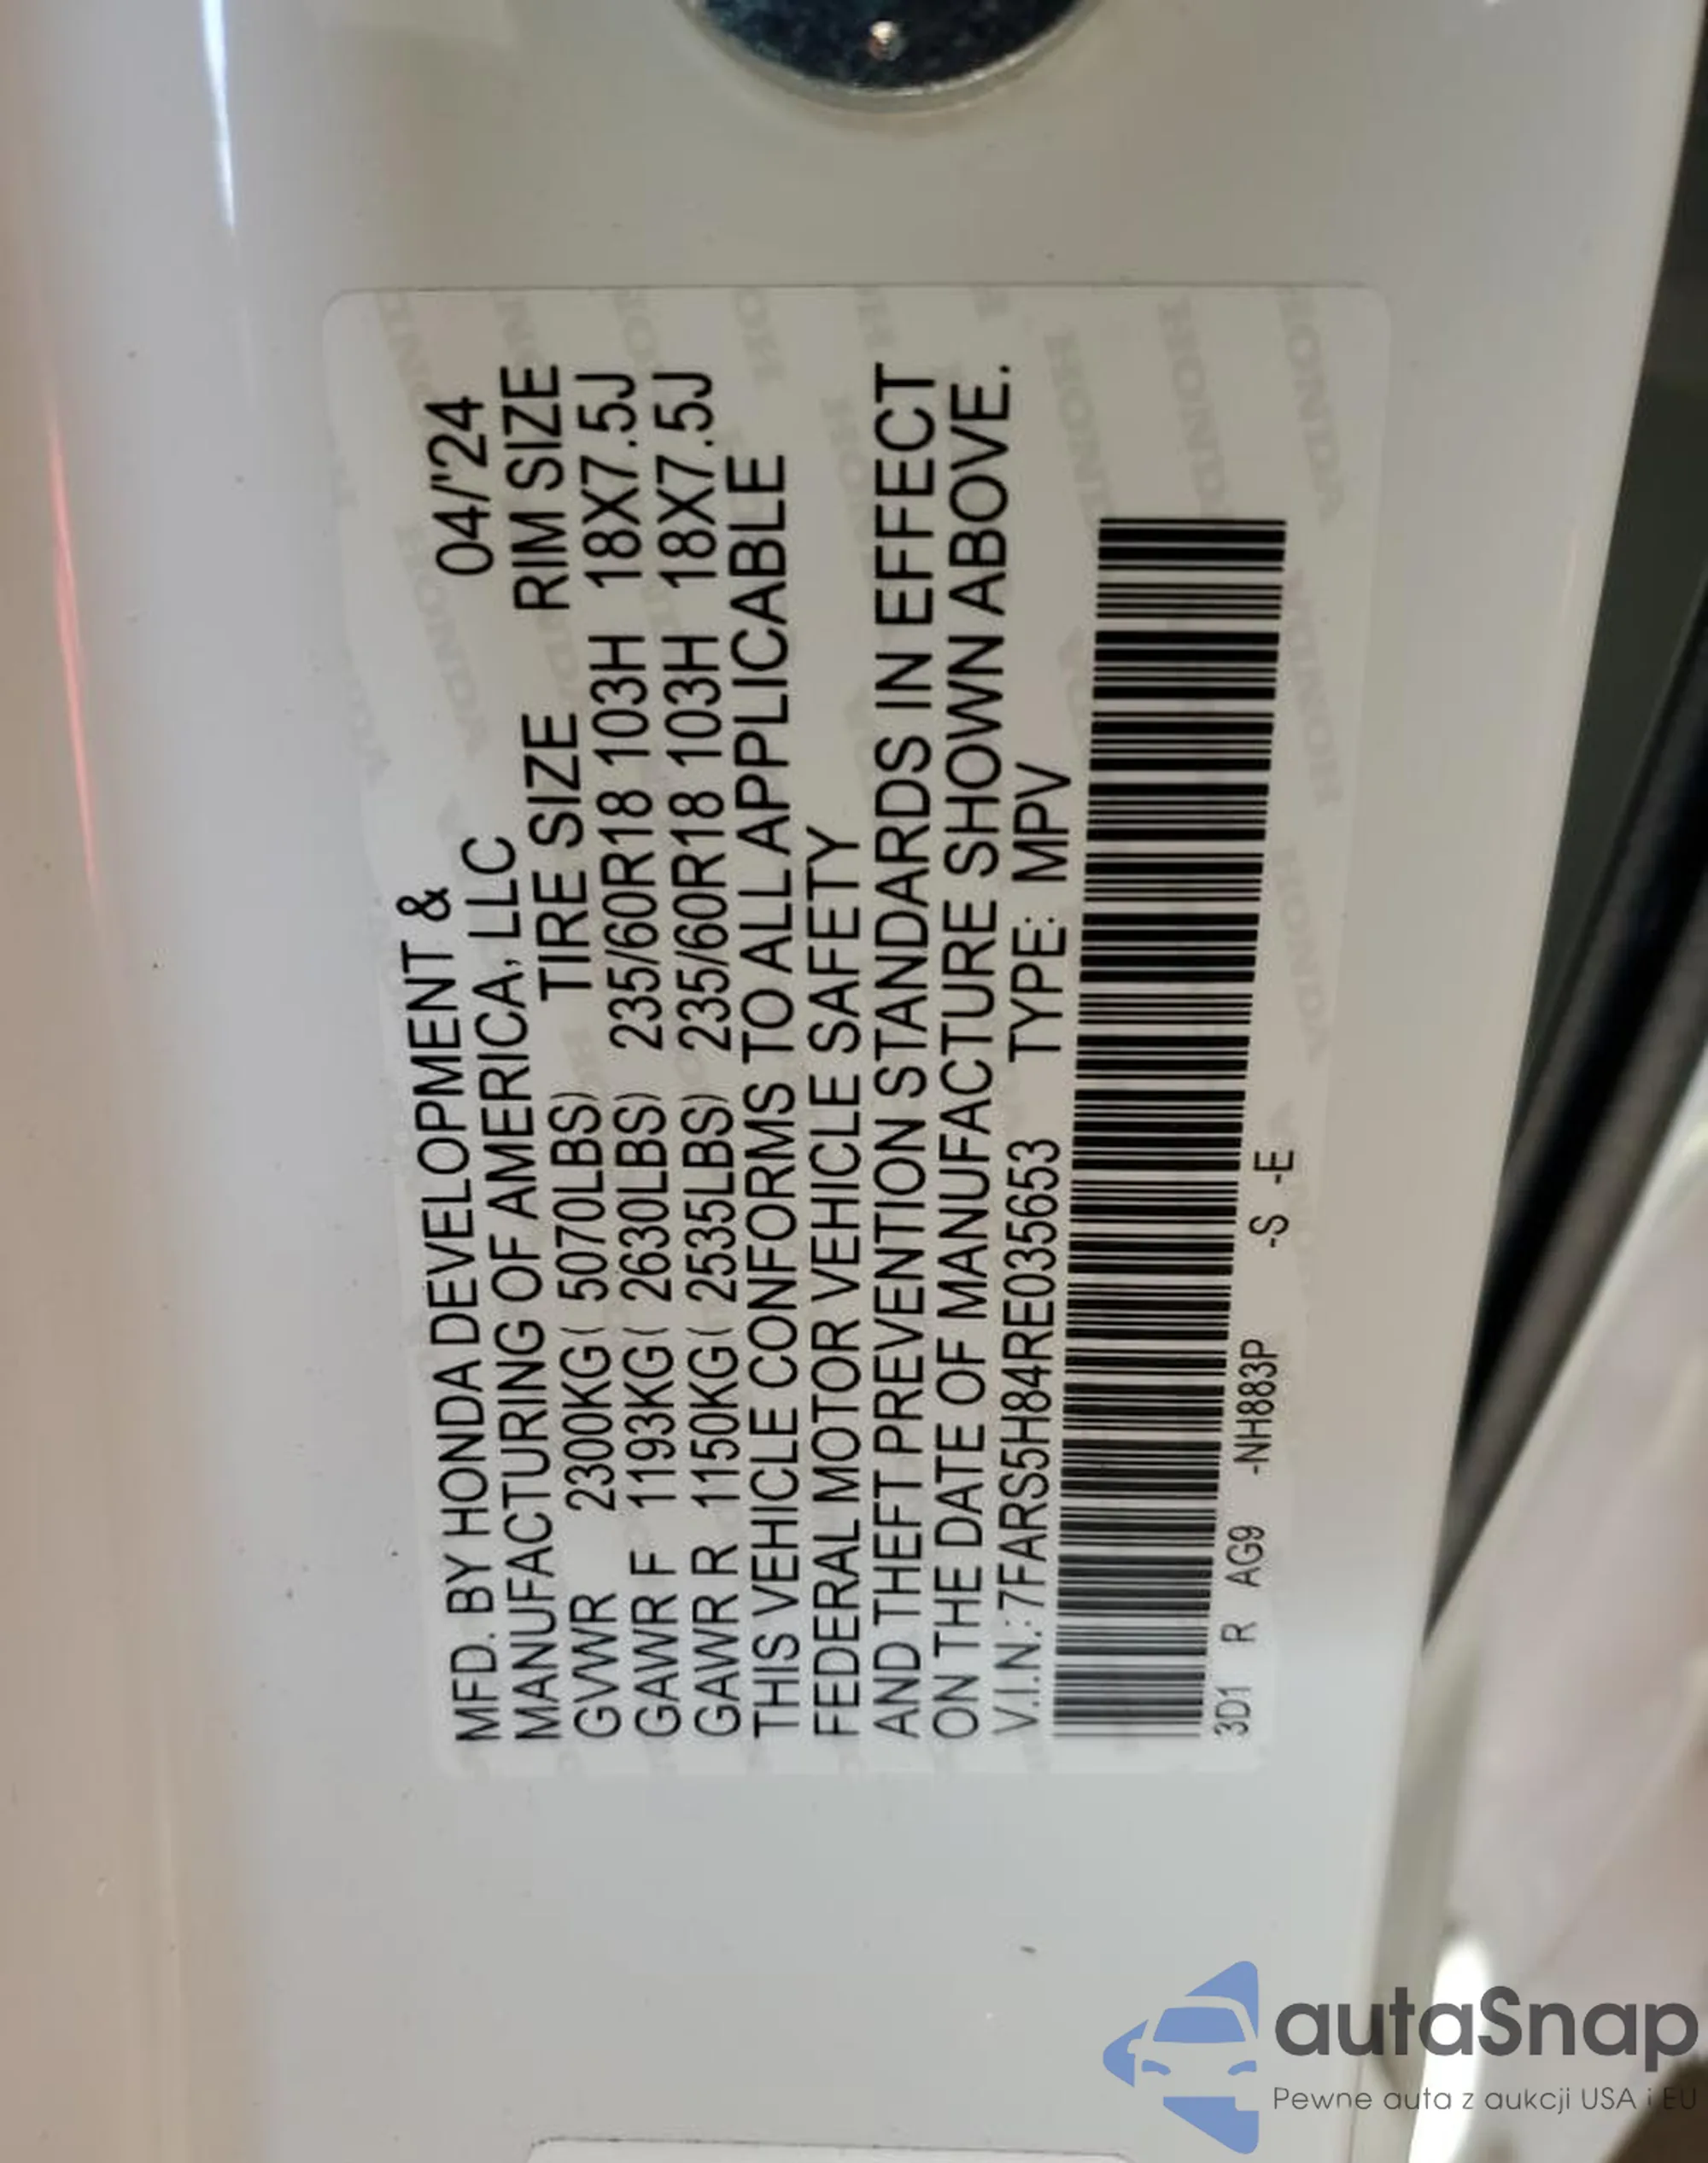 MFD. BY HONDA DEVELOPMENT &
MANUFACTURING OF AMERICA, LLC 04/'24
GVWR 2300KG( 5070LBS) TIRE SIZE RIM SIZE
GAWR F 1193KG( 2630LBS) 235/60R18 103H 18X7.5J
GAWR R 1150KG( 2535LBS) 235/60R18 103H 18X7.5J
THIS VEHICLE CONFORMS TO ALL APPLICABLE
FEDERAL MOTOR VEHICLE SAFETY
AND THEFT PREVENTION STANDARDS IN EFFECT
ON THE DATE OF MANUFACTURE SHOWN ABOVE.
V.I.N.: 7FARS5H84RE035653 TYPE: MPV
3D1 R AG9 -NH883P -S -E
autaSnap
Pewne auta z aukcji USA i EU